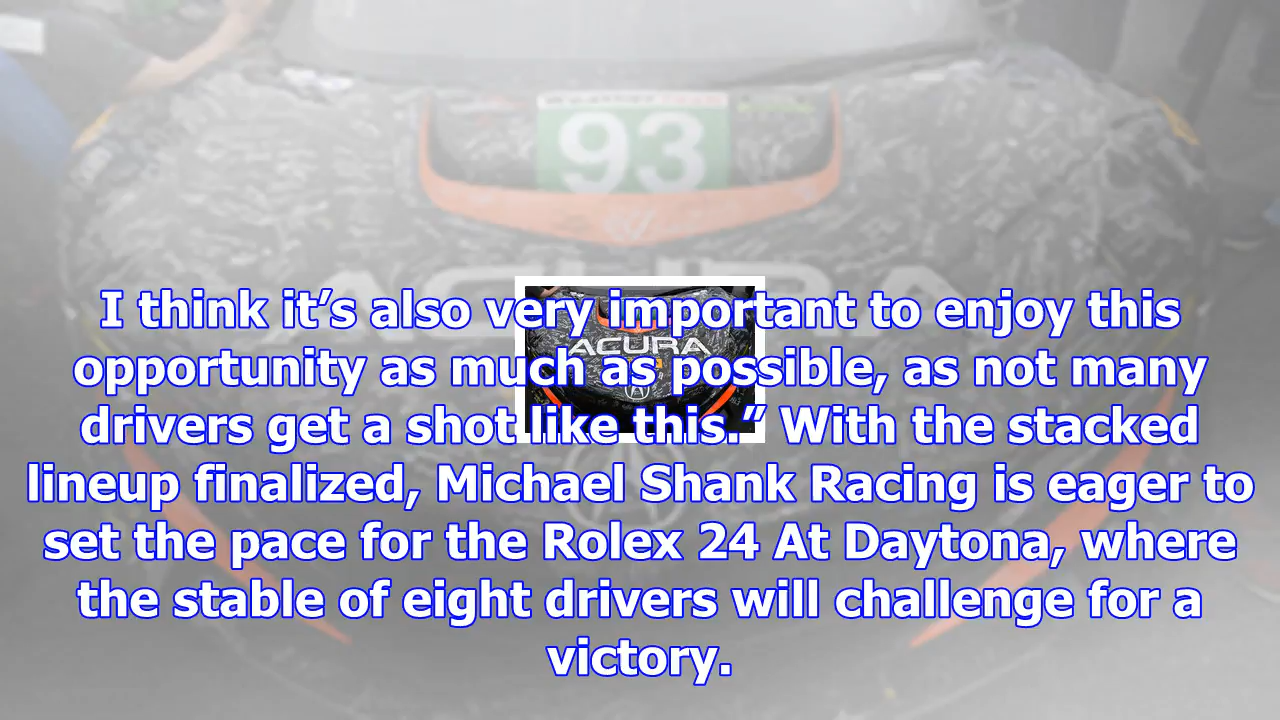 93
ACURA
ACURA
I think it’s also very important to enjoy this
opportunity as much as possible, as not many
drivers get a shot like this.” With the stacked
lineup finalized, Michael Shank Racing is eager to
set the pace for the Rolex 24 At Daytona, where
the stable of eight drivers will challenge for a
victory.